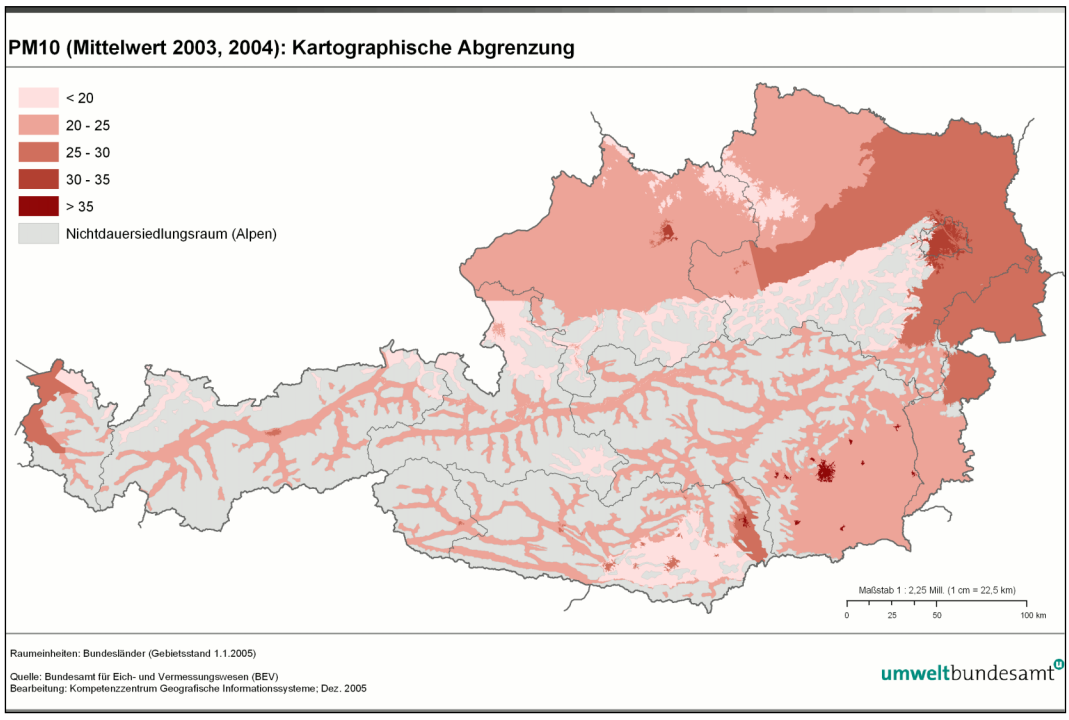 PM10 (Mittelwert 2003, 2004): Kartographische Abgrenzung
< 20
20 - 25
25 - 30
30 - 35
> 35
Nichtdauersiedlungsraum (Alpen)
Maßstab 1 : 2,25 Mill. (1 cm = 22,5 km)
0 25 50 100 km
Raumeinheiten: Bundesländer (Gebietsstand 1.1.2005)
Quelle: Bundesamt für Eich- und Vermessungswesen (BEV)
Bearbeitung: Kompetenzzentrum Geografische Informationssysteme; Dez. 2005
umweltbundesamt u